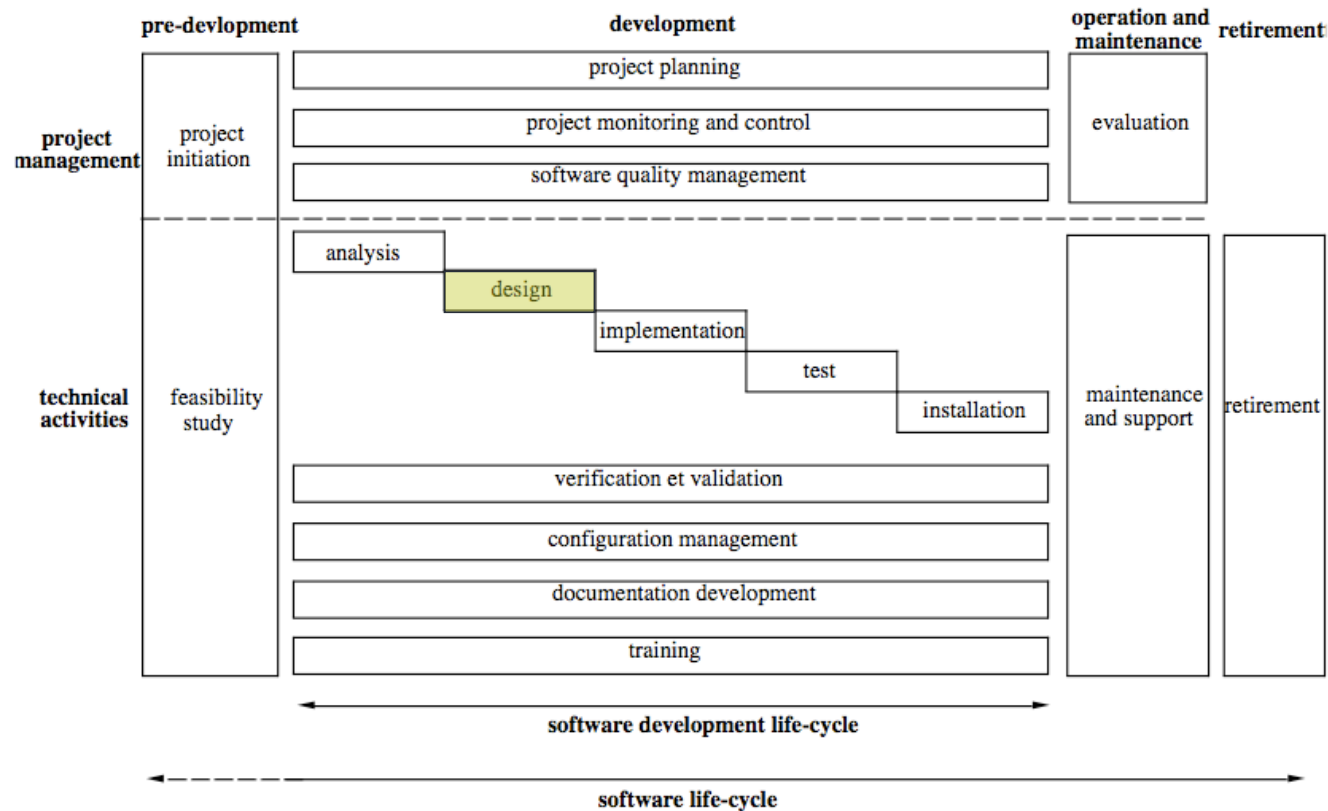 pre-devlopment
development
operation and
maintenance
retirement
project
management
project
initiation
project planning
project monitoring and control
software quality management
evaluation
technical
activities
feasibility
study
analysis
design
implementation
test
installation
verification et validation
configuration management
documentation development
training
maintenance
and support
retirement
software development life-cycle
software life-cycle